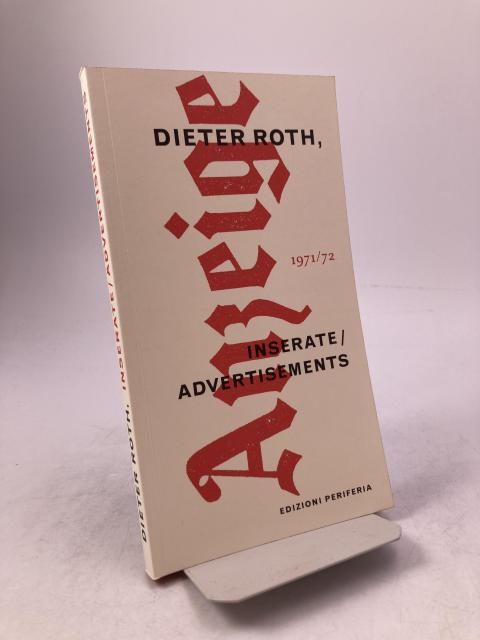 DIETER ROTH,
Anzeige
1971/72
INSERATE/
ADVERTISEMENTS
EDIZIONI PERIFERIA
DIETER ROTH, INSERATE/ADVERTISEMENTS